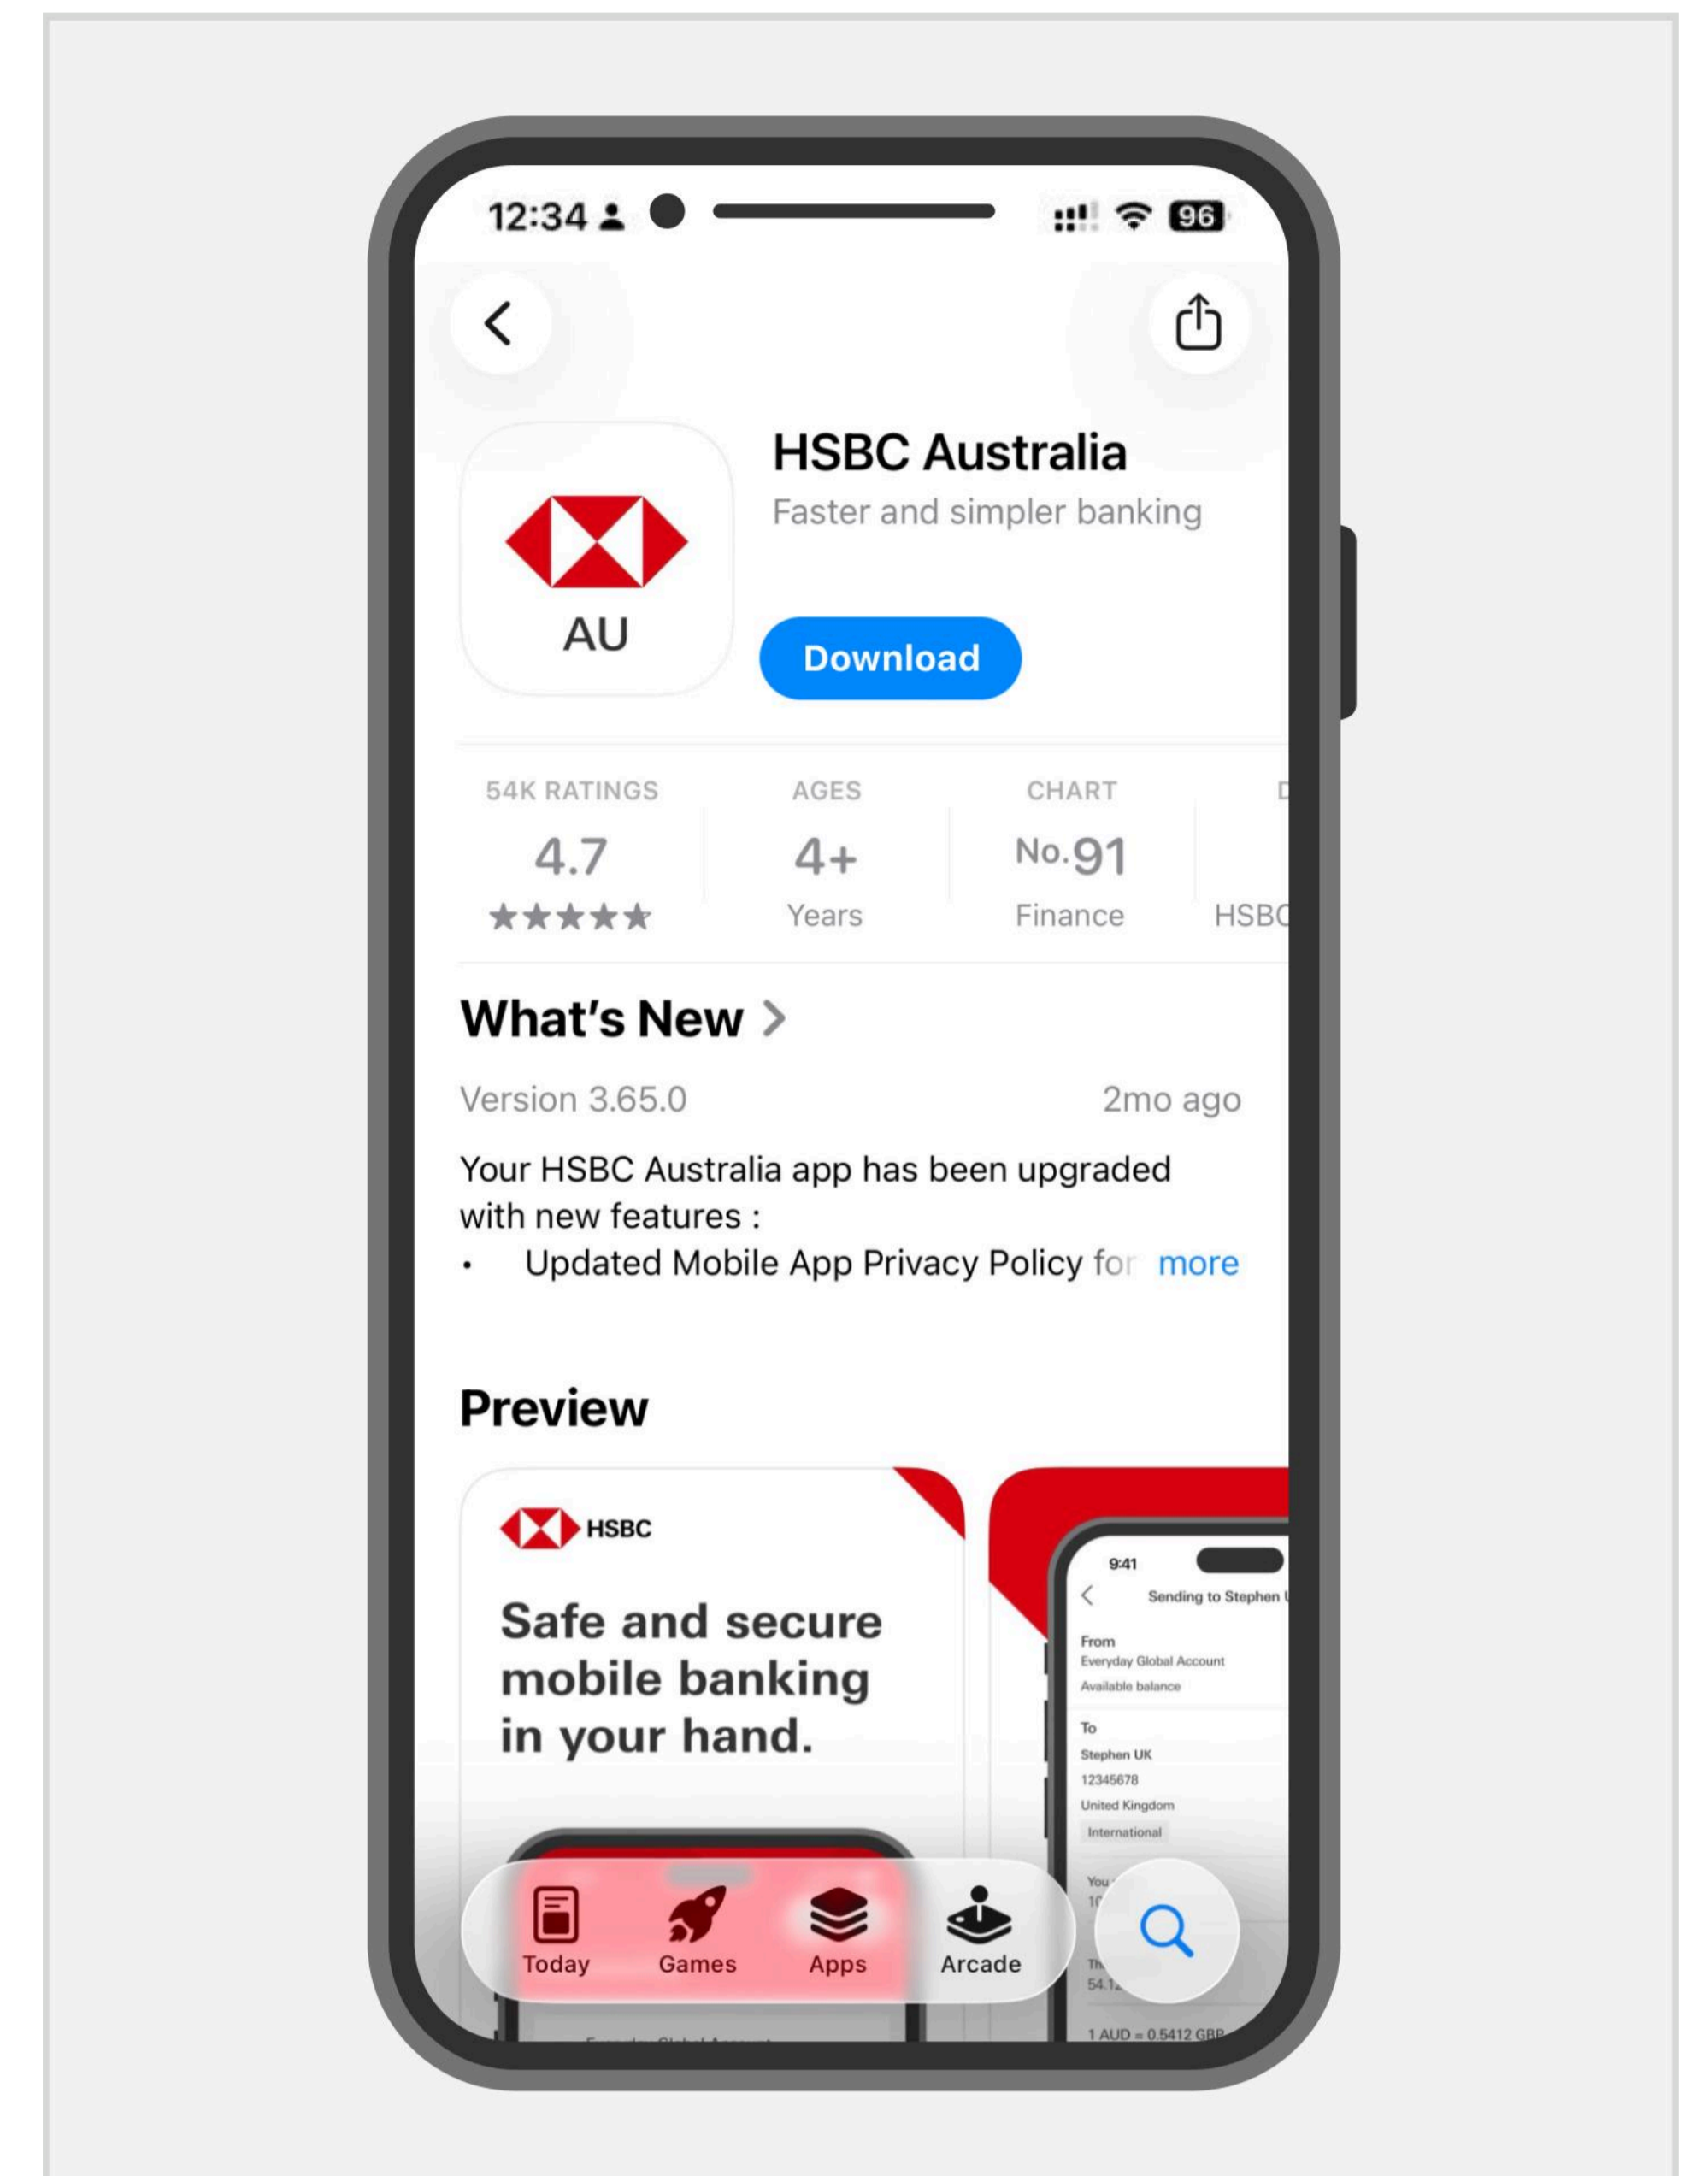 12:34
96
HSBC Australia
Faster and simpler banking
AU
Download
54K RATINGS
4.7
AGES
4+
Years
CHART
No.91
Finance
HSBC
What's New
Version 3.65.0
2mo ago
Your HSBC Australia app has been upgraded
with new features :
• Updated Mobile App Privacy Policy for more
Preview
HSBC
Safe and secure
mobile banking
in your hand.
9:41
Sending to Stephen
From
Everyday Global Account
Available balance
To
Stephen UK
12345678
United Kingdom
International
You
1 AUD = 0.5412 GBP
Today
Games
Apps
Arcade